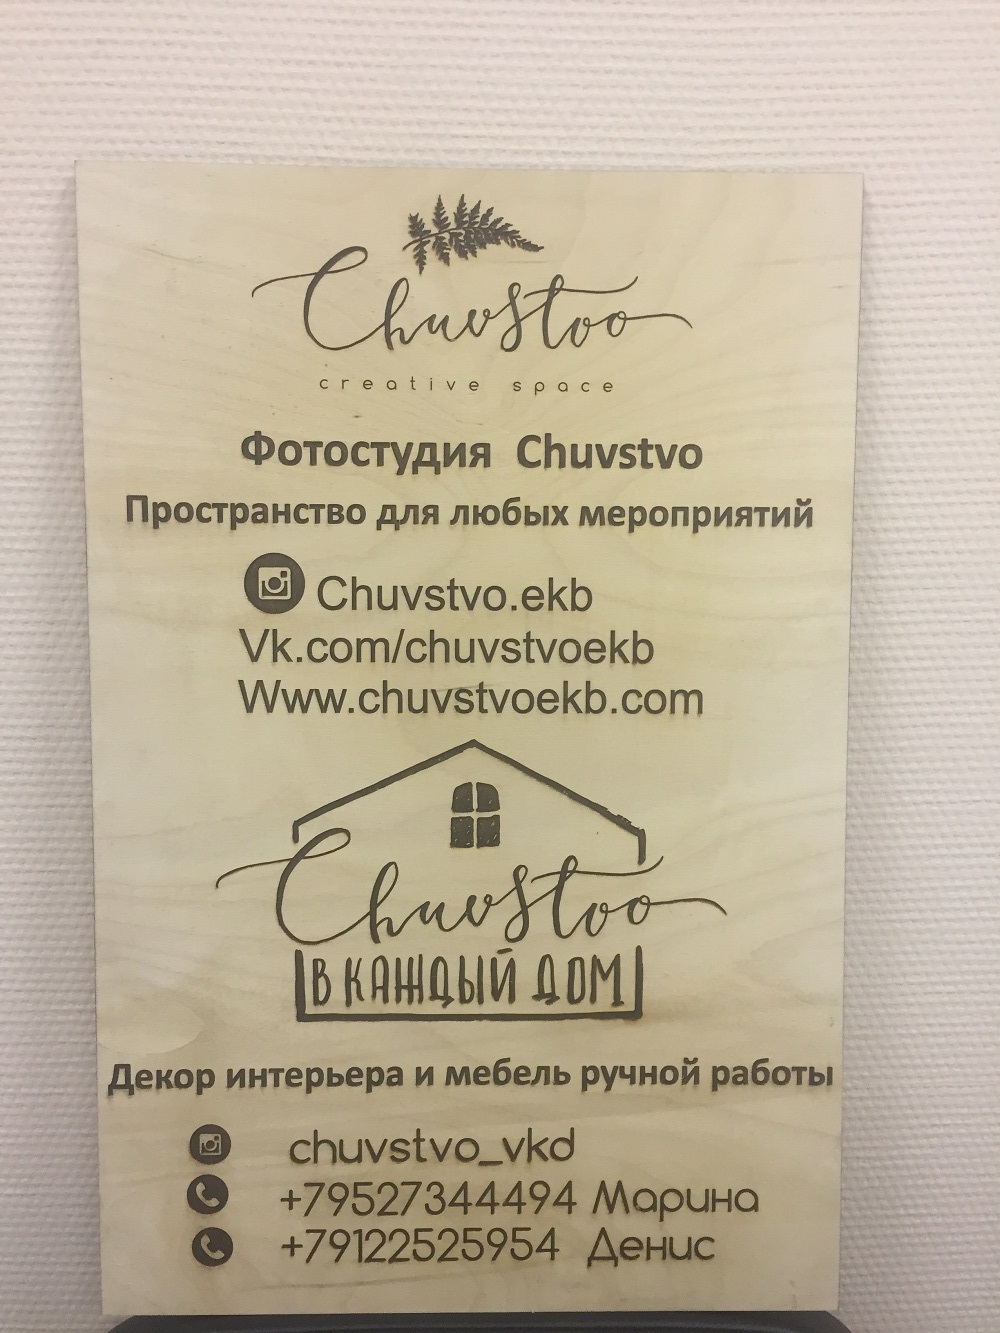 Chuvstvo
creative space
Фотостудия Chuvstvo
Пространство для любых мероприятий
Chuvstvo.ekb
Vk.com/chuvstvoekb
Www.chuvstvoekb.com
Chuvstvo
В КАЖДЫЙ ДОМ
Декор интерьера и мебель ручной работы
chuvstvo_vkd
+79527344494 Марина
+79122525954 Денис